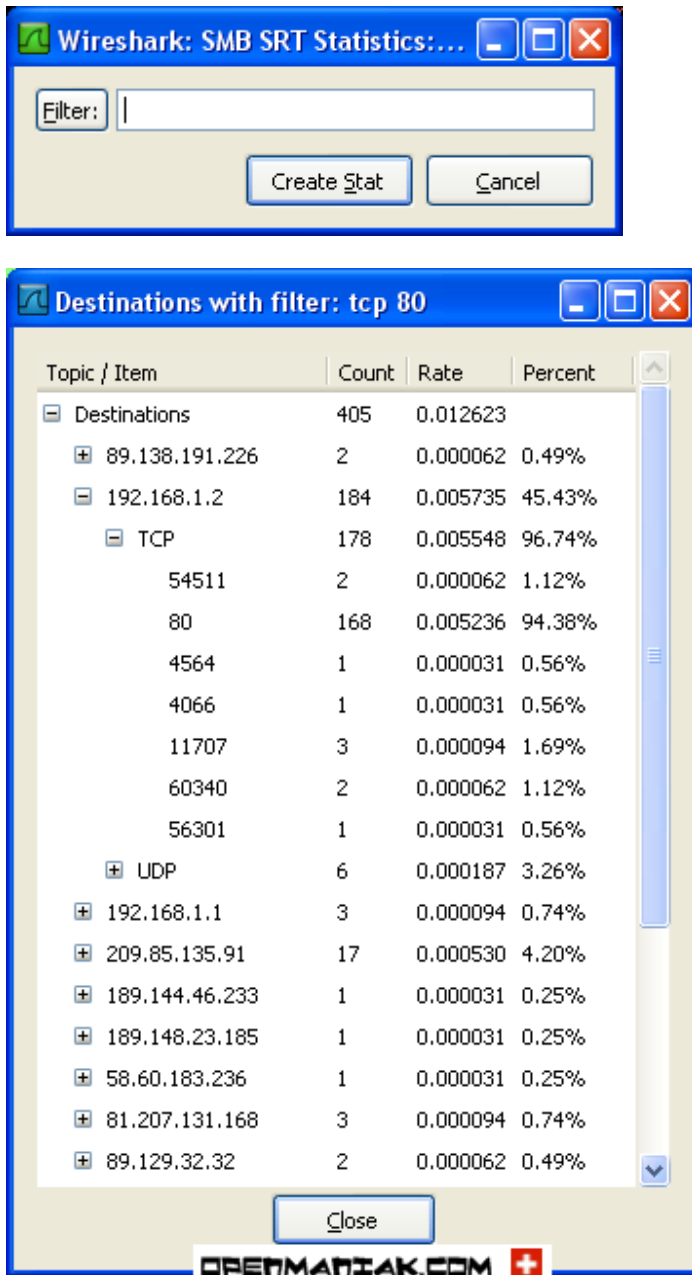 Wireshark: SMB SRT Statistics:...
Filter:
Create Stat Cancel
Destinations with filter: tcp 80
Topic / Item Count Rate Percent
Destinations 405 0.012623
89.138.191.226 2 0.000062 0.49%
192.168.1.2 184 0.005735 45.43%
TCP 178 0.005548 96.74%
54511 2 0.000062 1.12%
80 168 0.005236 94.38%
4564 1 0.000031 0.56%
4066 1 0.000031 0.56%
11707 3 0.000094 1.69%
60340 2 0.000062 1.12%
56301 1 0.000031 0.56%
UDP 6 0.000187 3.26%
192.168.1.1 3 0.000094 0.74%
209.85.135.91 17 0.000530 4.20%
189.144.46.233 1 0.000031 0.25%
189.148.23.185 1 0.000031 0.25%
58.60.183.236 1 0.000031 0.25%
81.207.131.168 3 0.000094 0.74%
89.129.32.32 2 0.000062 0.49%
Close
OPENMANIAK.COM